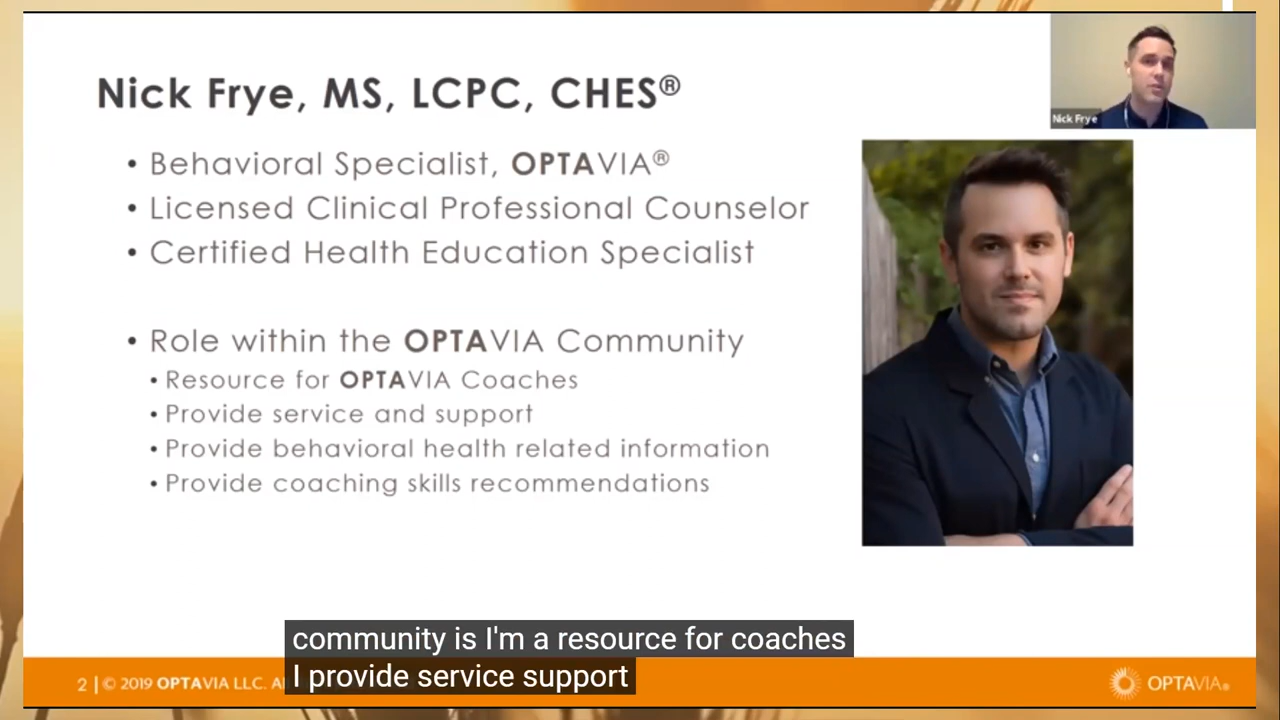 Nick Frye, MS, LCPC, CHES®
• Behavioral Specialist, OPTAVIA®
• Licensed Clinical Professional Counselor
• Certified Health Education Specialist
• Role within the OPTAVIA Community
• Resource for OPTAVIA Coaches
• Provide service and support
• Provide behavioral health related information
• Provide coaching skills recommendations
Nick Frye
community is I'm a resource for coaches
I provide service support
2 | © 2019 OPTAVIA LLC.
OPTAVIA®